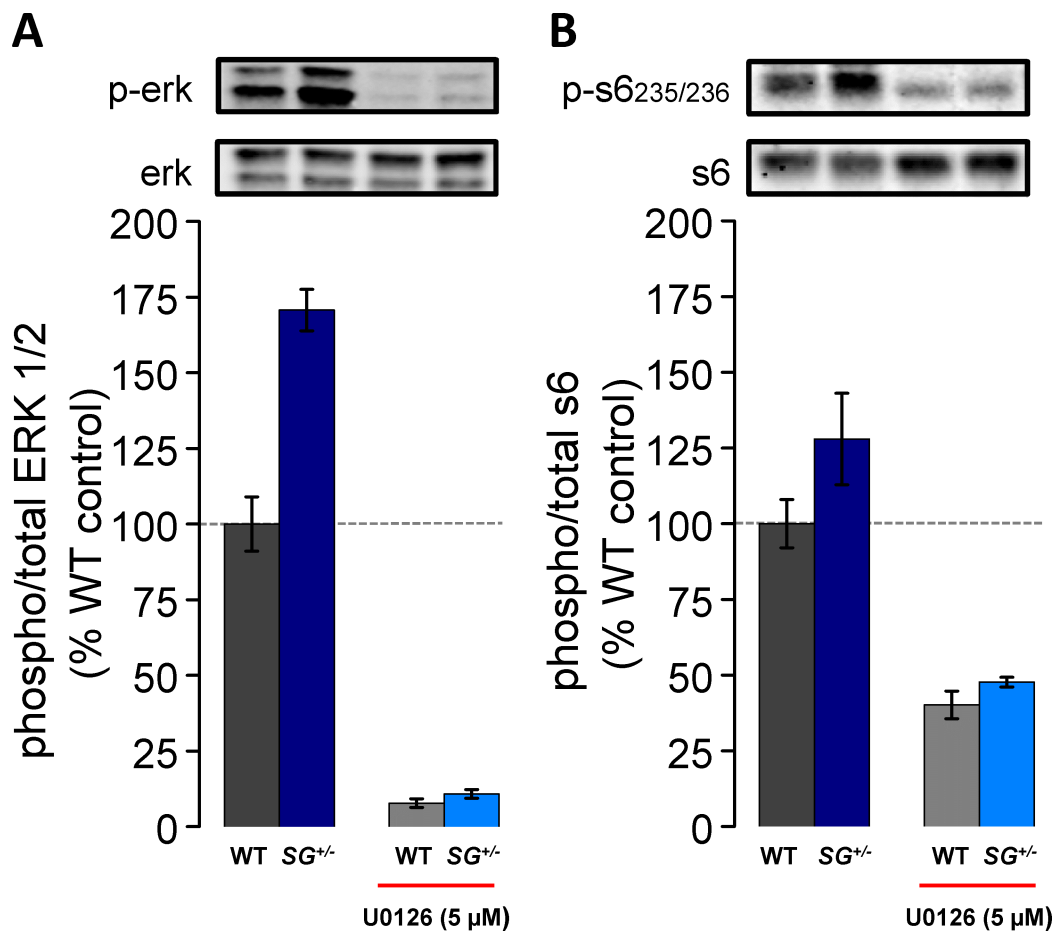 A
p-erk
erk
200
175
150
125
100
75
50
25
0
phospho/total ERK 1/2
(% WT control)
WT SG+/- WT SG+/-
U0126 (5 µM)
B
p-s6235/236
s6
200
175
150
125
100
75
50
25
0
phospho/total s6
(% WT control)
WT SG+/- WT SG+/-
U0126 (5 µM)